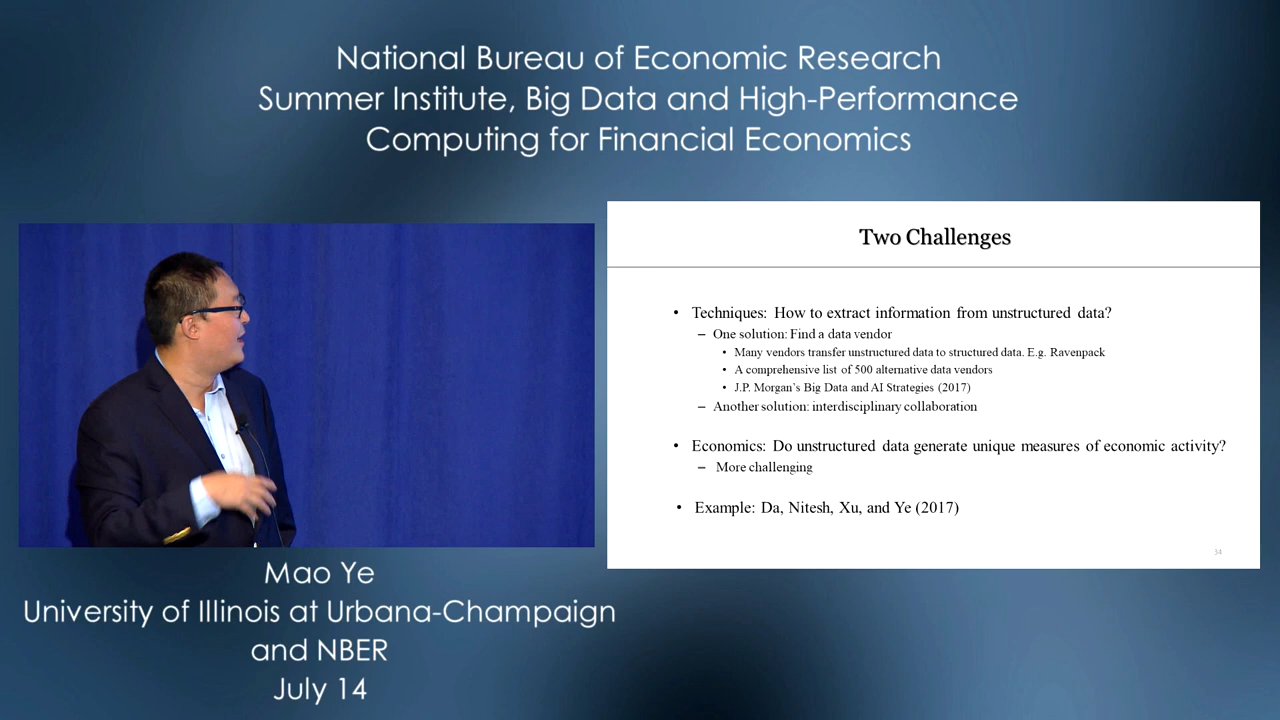 National Bureau of Economic Research
Summer Institute, Big Data and High-Performance
Computing for Financial Economics
Two Challenges
• Techniques: How to extract information from unstructured data?
– One solution: Find a data vendor
• Many vendors transfer unstructured data to structured data. E.g. Ravenpack
• A comprehensive list of 500 alternative data vendors
• J.P. Morgan's Big Data and AI Strategies (2017)
– Another solution: interdisciplinary collaboration
• Economics: Do unstructured data generate unique measures of economic activity?
– More challenging
• Example: Da, Nitesh, Xu, and Ye (2017)
34
Mao Ye
University of Illinois at Urbana-Champaign
and NBER
July 14